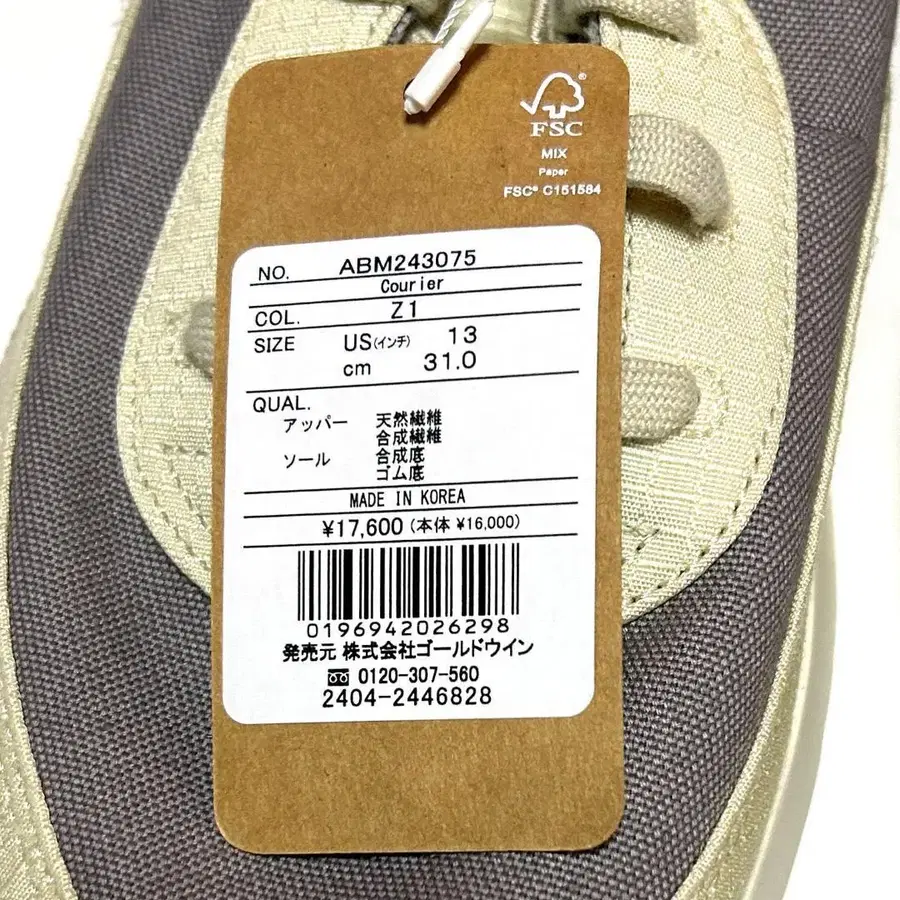 FSC®
MIX
Paper
FSC® C151584
NO. ABM243075
Courier
COL. Z1
SIZE US(インチ) 13
cm 31.0
QUAL.
アッパー 天然繊維
合成繊維
ソール 合成底
ゴム底
MADE IN KOREA
¥17,600 (本体 ¥16,000)
0196942026298
発売元 株式会社ゴールドウイン
0120-307-560
2404-2446828